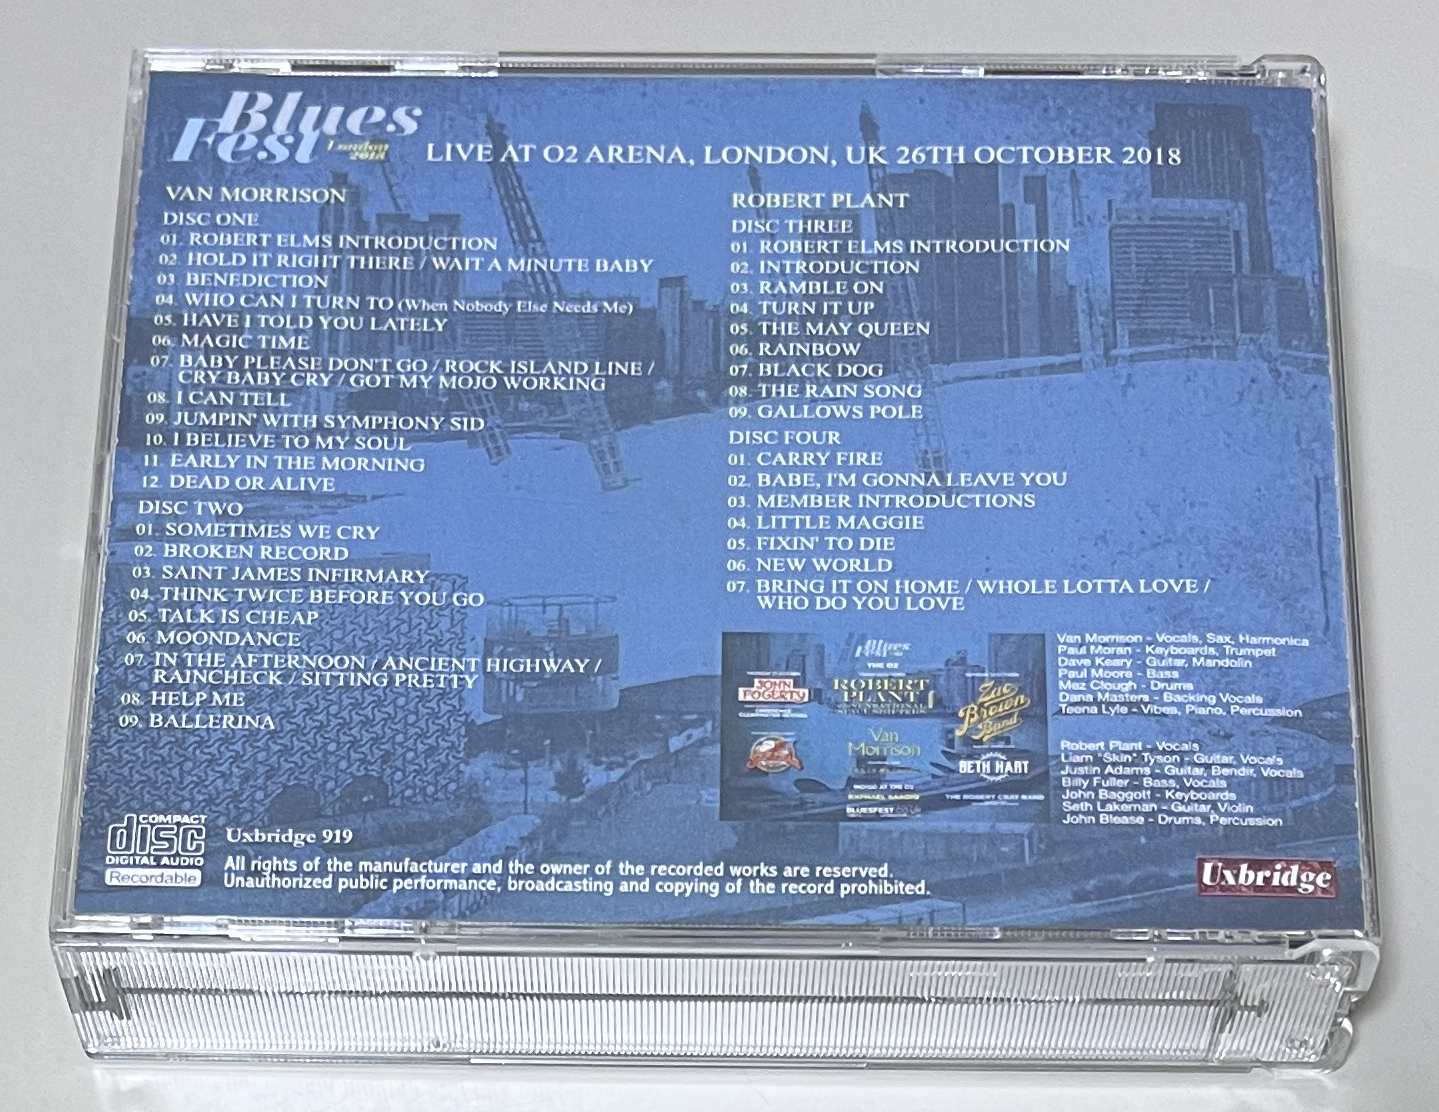 Blues
Fest
London
2018
LIVE AT O2 ARENA, LONDON, UK 26TH OCTOBER 2018
VAN MORRISON
DISC ONE
01. ROBERT ELMS INTRODUCTION
02. HOLD IT RIGHT THERE / WAIT A MINUTE BABY
03. BENEDICTION
04. WHO CAN I TURN TO (When Nobody Else Needs Me)
05. HAVE I TOLD YOU LATELY
06. MAGIC TIME
07. BABY PLEASE DON'T GO / ROCK ISLAND LINE /
CRY BABY CRY / GOT MY MOJO WORKING
08. I CAN TELL
09. JUMPIN' WITH SYMPHONY SID
10. I BELIEVE TO MY SOUL
11. EARLY IN THE MORNING
12. DEAD OR ALIVE
DISC TWO
01. SOMETIMES WE CRY
02. BROKEN RECORD
03. SAINT JAMES INFIRMARY
04. THINK TWICE BEFORE YOU GO
05. TALK IS CHEAP
06. MOONDANCE
07. IN THE AFTERNOON / ANCIENT HIGHWAY /
RAINCHECK / SITTING PRETTY
08. HELP ME
09. BALLERINA
ROBERT PLANT
DISC THREE
01. ROBERT ELMS INTRODUCTION
02. INTRODUCTION
03. RAMBLE ON
04. TURN IT UP
05. THE MAY QUEEN
06. RAINBOW
07. BLACK DOG
08. THE RAIN SONG
09. GALLOWS POLE
DISC FOUR
01. CARRY FIRE
02. BABE, I'M GONNA LEAVE YOU
03. MEMBER INTRODUCTIONS
04. LITTLE MAGGIE
05. FIXIN' TO DIE
06. NEW WORLD
07. BRING IT ON HOME / WHOLE LOTTA LOVE /
WHO DO YOU LOVE
Blues
THE O2
JOHN
FOGERTY
ROBERT
PLANT
Zac
Brown
Band
Van
Morrison
BETH HART
BLUESFEST
Van Morrison - Vocals, Sax, Harmonica
Paul Moran - Keyboards, Trumpet
Dave Keary - Guitar, Mandolin
Paul Moore - Bass
Mez Clough - Drums
Dana Masters - Backing Vocals
Teena Lyle - Vibes, Piano, Percussion
Robert Plant - Vocals
Liam "Skin" Tyson - Guitar, Vocals
Justin Adams - Guitar, Bendir, Vocals
Billy Fuller - Bass, Vocals
John Baggott - Keyboards
Seth Lakeman - Guitar, Violin
John Blease - Drums, Percussion
COMPACT
disc
DIGITAL AUDIO
Recordable
Uxbridge 919
All rights of the manufacturer and the owner of the recorded works are reserved.
Unauthorized public performance, broadcasting and copying of the record prohibited.
Uxbridge